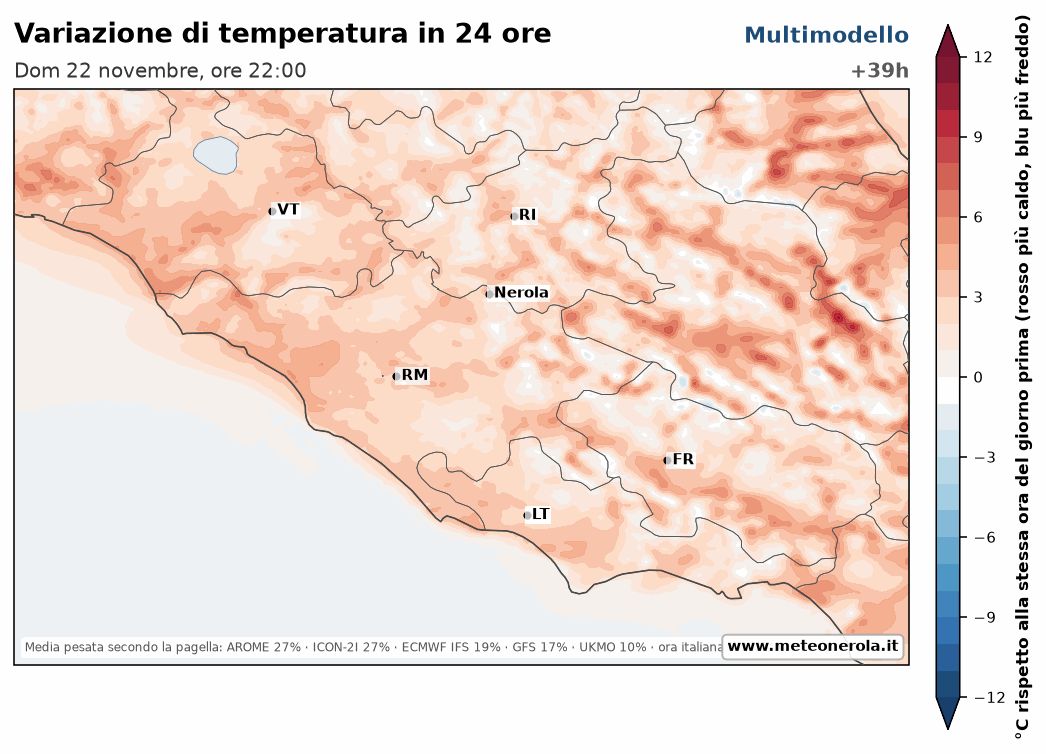 Variazione di temperatura in 24 ore
Multimodello
Dom 22 novembre, ore 22:00
+39h
VT
RI
Nerola
RM
FR
LT
Media pesata secondo la pagella: AROME 27% · ICON-2I 27% · ECMWF IFS 19% · GFS 17% · UKMO 10% · ora italiana
www.meteonerola.it
12
9
6
3
0
−3
−6
−9
−12
°C rispetto alla stessa ora del giorno prima (rosso più caldo, blu più freddo)